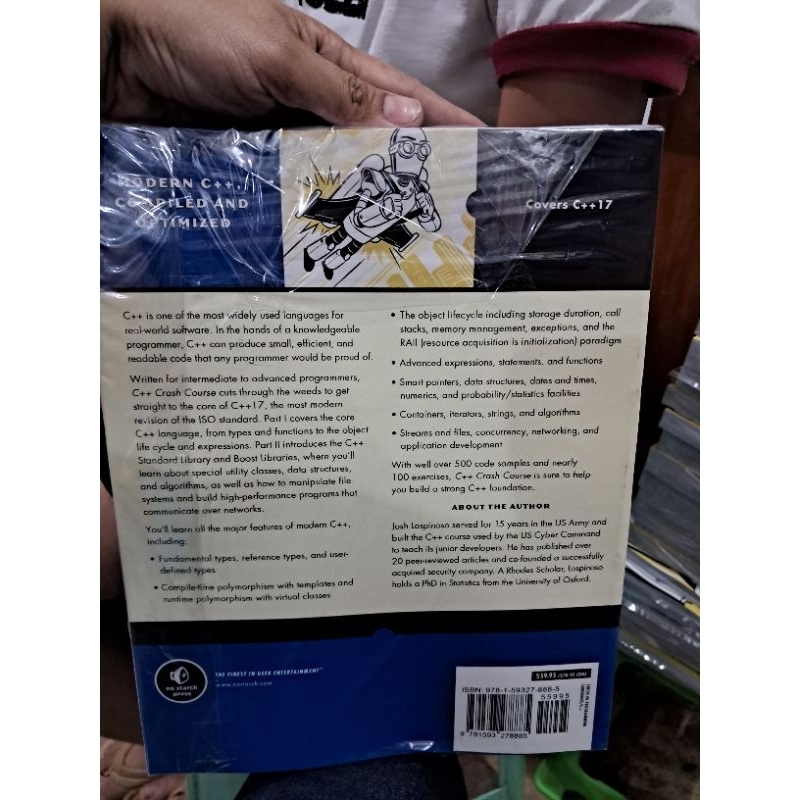 MODERN C++,
COMPILED AND
OPTIMIZED
Covers C++17
C++ is one of the most widely used languages for
real-world software. In the hands of a knowledgeable
programmer, C++ can produce small, efficient, and
readable code that any programmer would be proud of.
Written for intermediate to advanced programmers,
C++ Crash Course cuts through the weeds to get
straight to the core of C++17, the most modern
revision of the ISO standard. Part I covers the core
C++ language, from types and functions to the object
life cycle and expressions. Part II introduces the C++
Standard Library and Boost Libraries, where you'll
learn about special utility classes, data structures,
and algorithms, as well as how to manipulate file
systems and build high-performance programs that
communicate over networks.
You'll learn all the major features of modern C++,
including:
• Fundamental types, reference types, and user-
defined types
• Compile-time polymorphism with templates and
runtime polymorphism with virtual classes
• The object lifecycle including storage duration, call
stacks, memory management, exceptions, and the
RAII (resource acquisition is initialization) paradigm
• Advanced expressions, statements, and functions
• Smart pointers, data structures, dates and times,
numerics, and probability/statistics facilities
• Containers, iterators, strings, and algorithms
• Streams and files, concurrency, networking, and
application development
With well over 500 code samples and nearly
100 exercises, C++ Crash Course is sure to help
you build a strong C++ foundation.
ABOUT THE AUTHOR
Josh Lospinoso served for 15 years in the US Army and
built the C++ course used by the US Cyber Command
to teach its junior developers. He has published over
20 peer-reviewed articles and co-founded a successfully
acquired security company. A Rhodes Scholar, Lospinoso
holds a PhD in Statistics from the University of Oxford.
no starch
press
THE FINEST IN GEEK ENTERTAINMENT™
www.nostarch.com
$59.95 ($78.95 CDN)
ISBN: 978-1-59327-888-5
55995
9 781593 278885